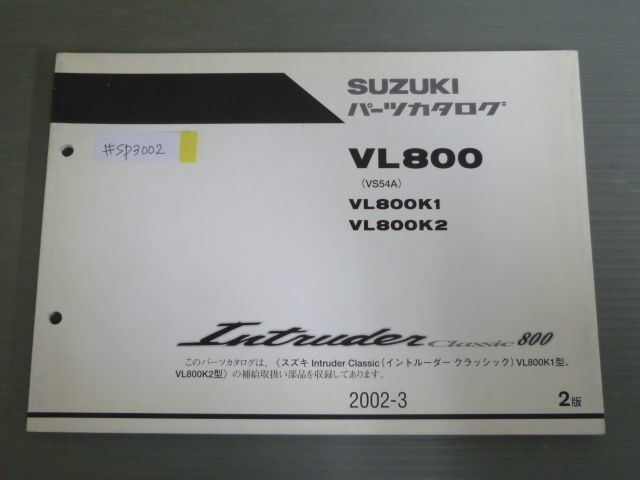 SUZUKI
パーツカタログ
#SP3002
VL800
(VS54A)
VL800K1
VL800K2
Intruder Classic 800
このパーツカタログは、《スズキ Intruder Classic(イントルーダー クラッシック)VL800K1型、
VL800K2型》の補給取扱い部品を収録してあります。
2002-3
2版